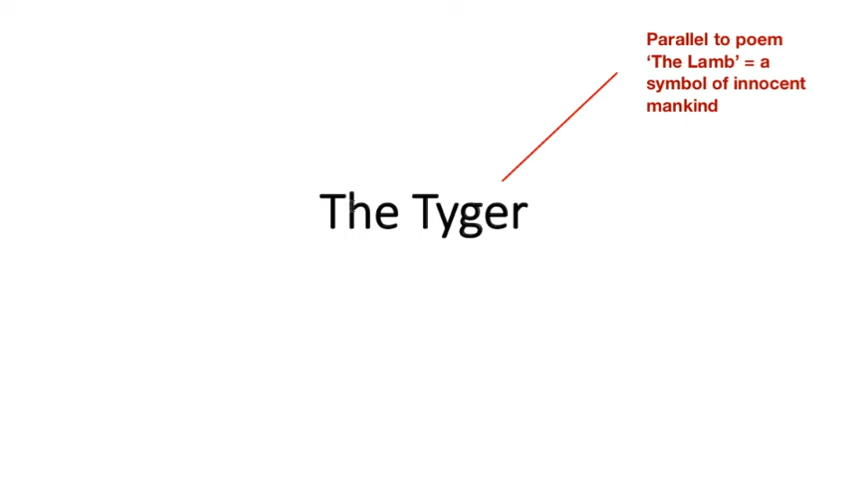 Parallel to poem
‘The Lamb’ = a
symbol of innocent
mankind
The Tyger